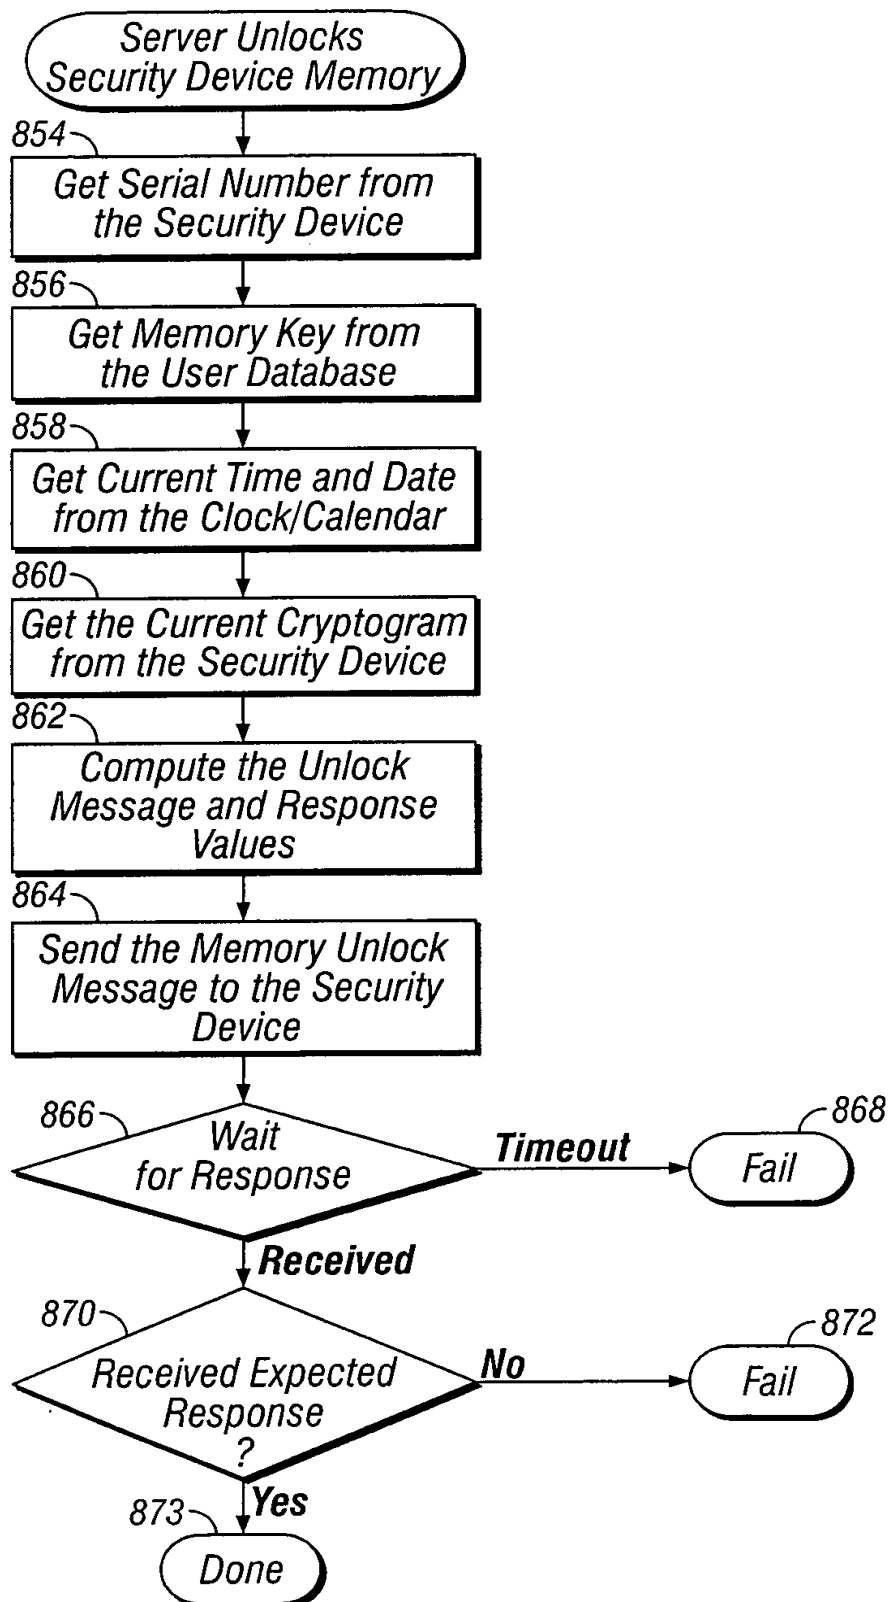 Server Unlocks
Security Device Memory
854
Get Serial Number from
the Security Device
856
Get Memory Key from
the User Database
858
Get Current Time and Date
from the Clock/Calendar
860
Get the Current Cryptogram
from the Security Device
862
Compute the Unlock
Message and Response
Values
864
Send the Memory Unlock
Message to the Security
Device
866
Wait
for Response
Timeout
868
Fail
Received
870
Received Expected
Response
?
No
872
Fail
Yes
873
Done